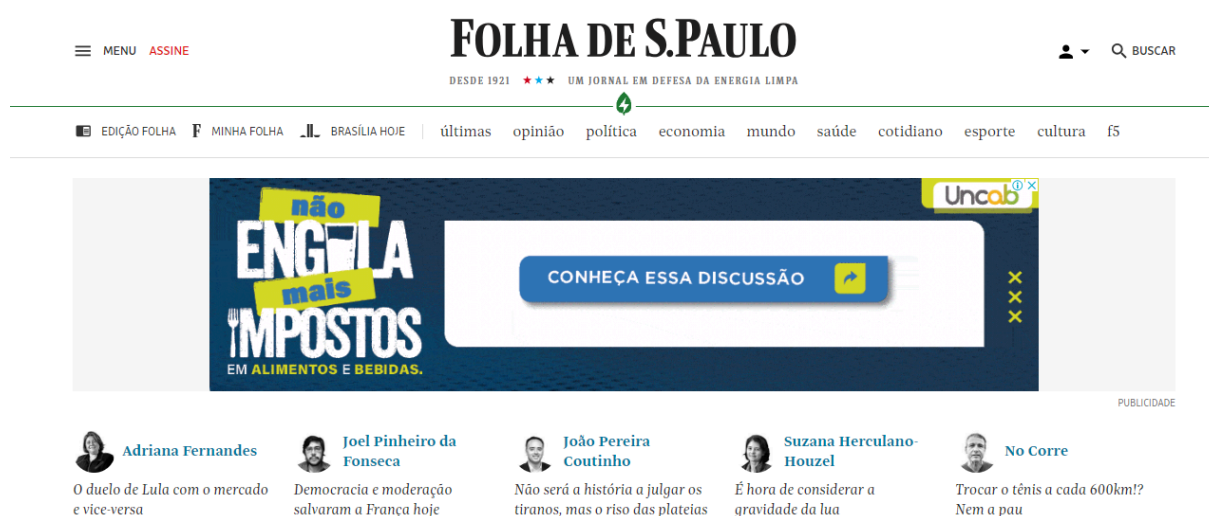 MENU ASSINE
FOLHA DE S.PAULO
BUSCAR
DESDE 1921 ★★★ UM JORNAL EM DEFESA DA ENERGIA LIMPA
EDIÇÃO FOLHA F MINHA FOLHA BRASÍLIA HOJE últimas opinião política economia mundo saúde cotidiano esporte cultura f5
não
ENGULA
mais
IMPOSTOS
EM ALIMENTOS E BEBIDAS.
CONHEÇA ESSA DISCUSSÃO
Uncab
PUBLICIDADE
Adriana Fernandes
O duelo de Lula com o mercado
e vice-versa
Joel Pinheiro da
Fonseca
Democracia e moderação
salvaram a França hoje
João Pereira
Coutinho
Não será a história a julgar os
tiranos, mas o riso das plateias
Suzana Herculano-
Houzel
É hora de considerar a
gravidade da lua
No Corre
Trocar o tênis a cada 600km!?
Nem a pau